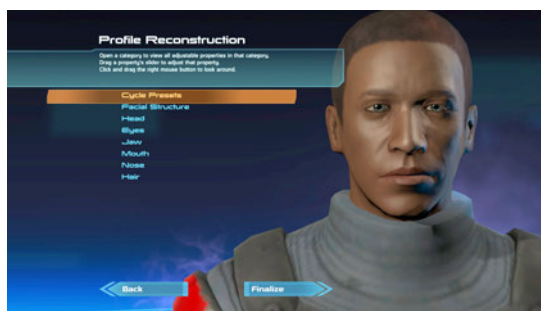 Profile Reconstruction
Open a category to view all adjustable properties in that category.
Drag a property's slider to adjust that property.
Click and drag the right mouse button to look around.
Cycle Presets
Facial Structure
Head
Eyes
Jaw
Mouth
Nose
Hair
Back
Finalize